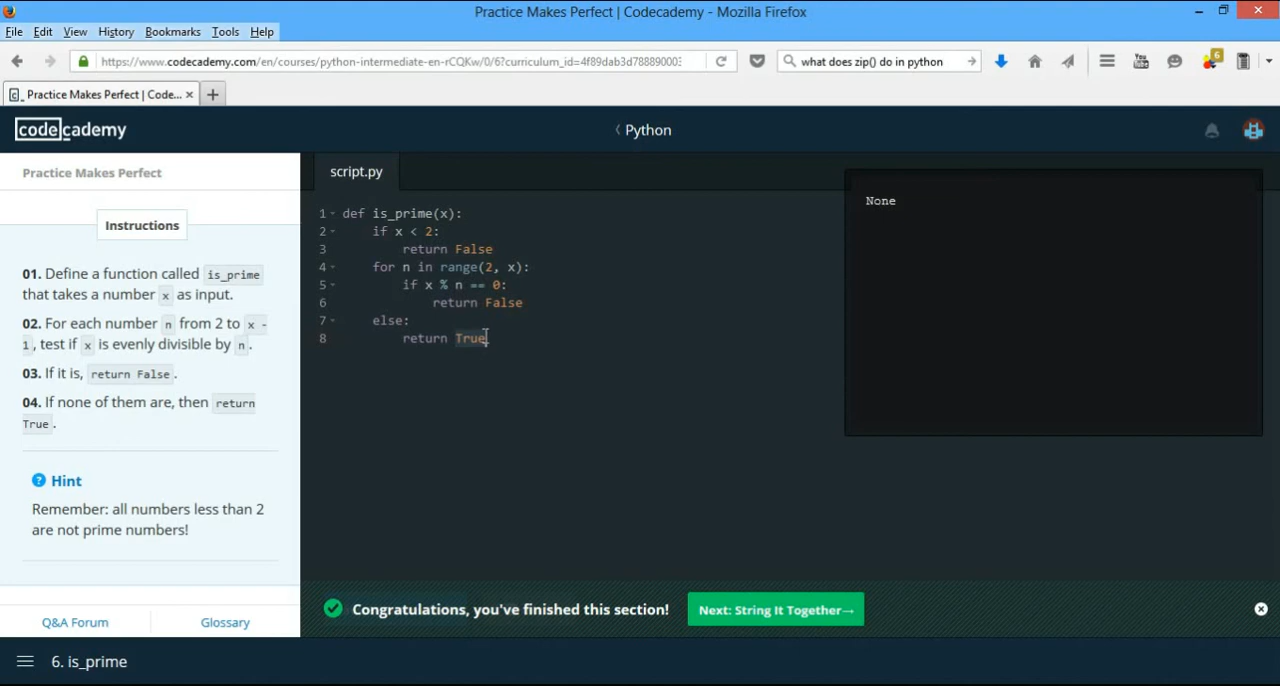 Practice Makes Perfect | Codecademy - Mozilla Firefox
File Edit View History Bookmarks Tools Help
https://www.codecademy.com/en/courses/python-intermediate-en-rCQKw/0/6?curriculum_id=4f89dab3d788890003
what does zip() do in python
6
Practice Makes Perfect | Code...
codecademy
Python
Practice Makes Perfect
script.py
Instructions
01. Define a function called is_prime
that takes a number x as input.
02. For each number n from 2 to x -
1, test if x is evenly divisible by n.
03. If it is, return False.
04. If none of them are, then return
True.
Hint
Remember: all numbers less than 2
are not prime numbers!
Q&A Forum Glossary
1 def is_prime(x):
2 if x < 2:
3 return False
4 for n in range(2, x):
5 if x % n == 0:
6 return False
7 else:
8 return True
None
Congratulations, you've finished this section!
Next: String It Together→
6. is_prime